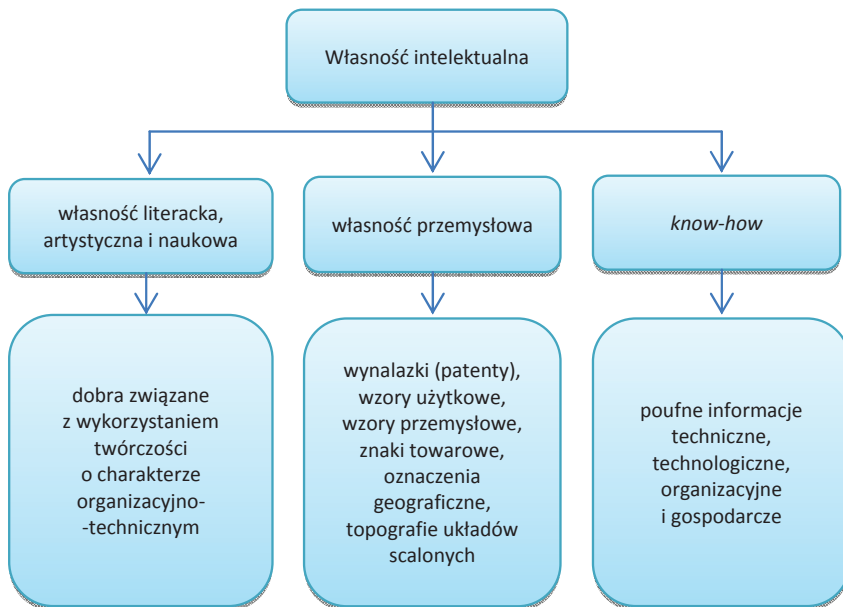 Własność intelektualna
własność literacka,
artystyczna i naukowa
własność przemysłowa
know-how
dobra związane
z wykorzystaniem
twórczości
o charakterze
organizacyjno-
-technicznym
wynalazki (patenty),
wzory użytkowe,
wzory przemysłowe,
znaki towarowe,
oznaczenia
geograficzne,
topografie układów
scalonych
poufne informacje
techniczne,
technologiczne,
organizacyjne
i gospodarcze